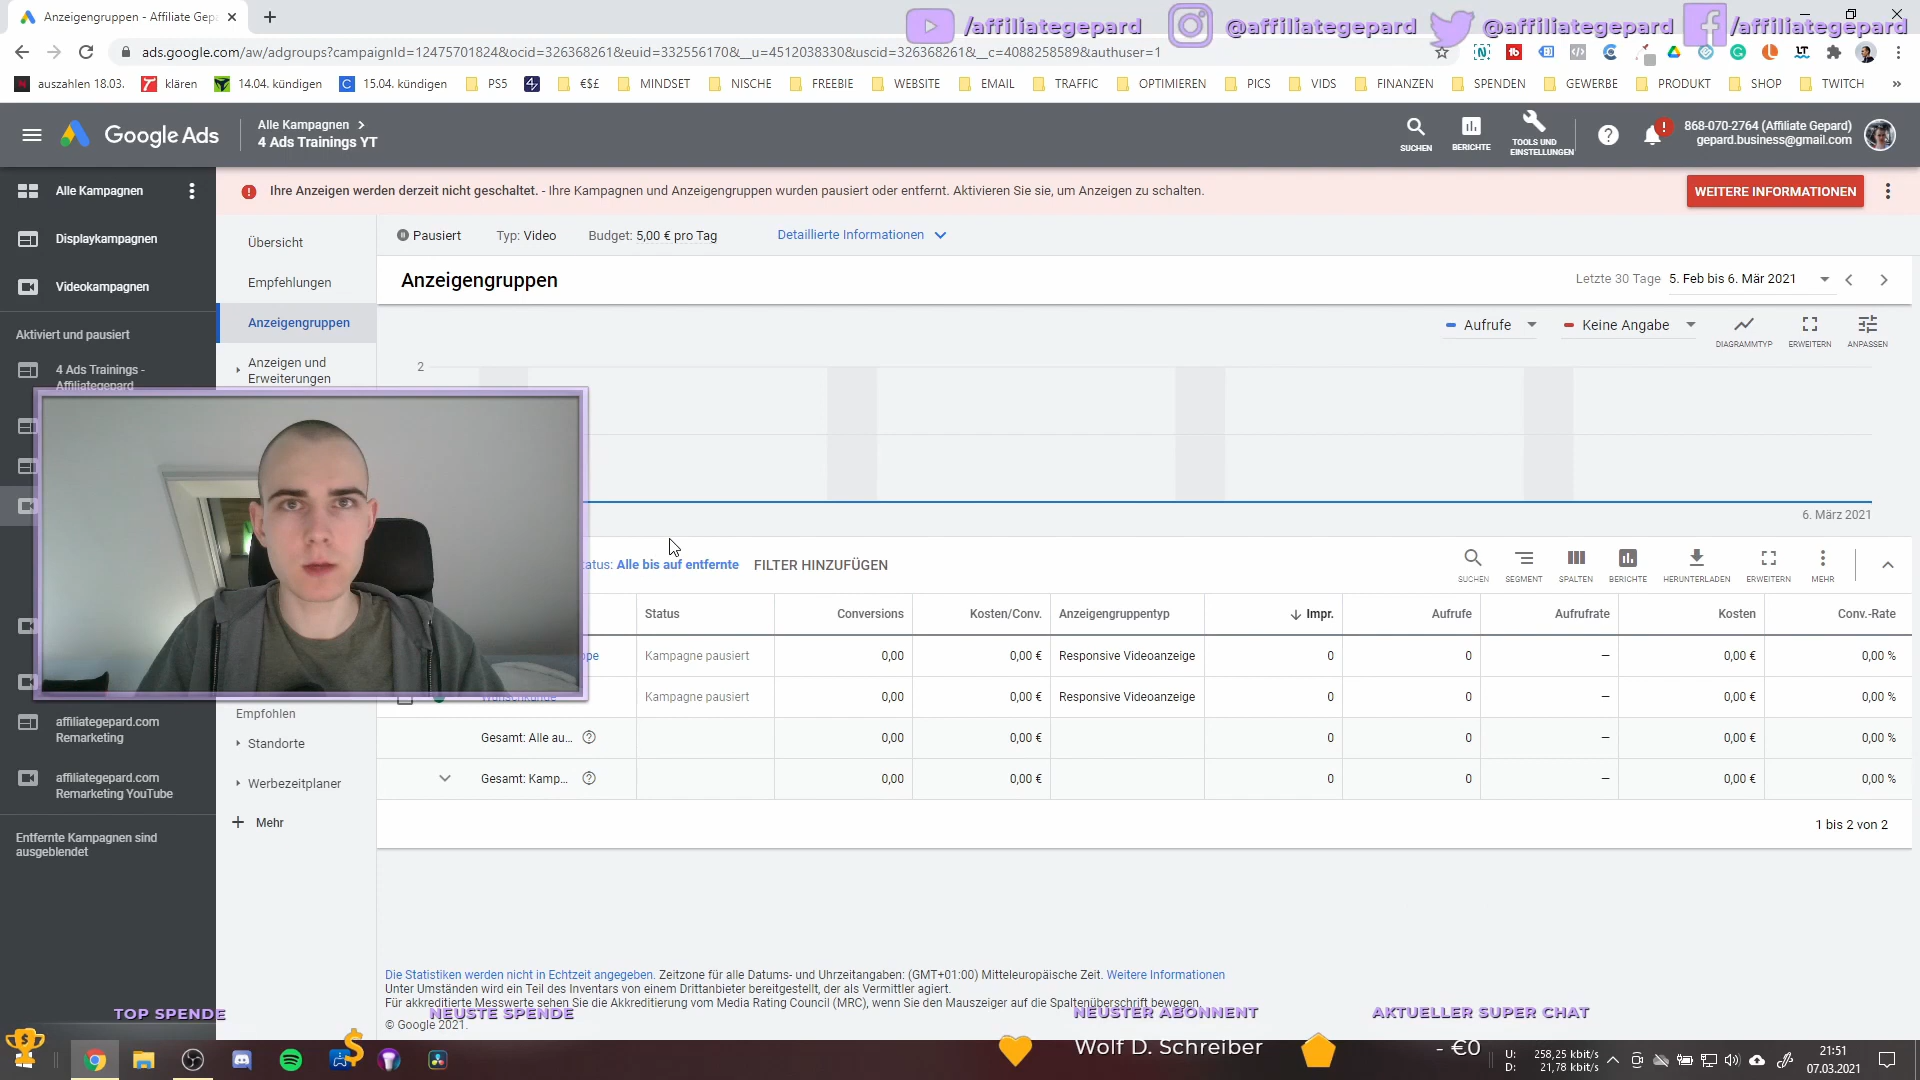 Anzeigengruppen - Affiliate Gepa
/affiliategepard
@affiliategepard
@affiliategepard
/affiliategepard
ads.google.com/aw/adgroups?campaignId=12475701824&ocid=326368261&euid=332556170&__u=4512038330&uscid=326368261&__c=4088258589&authuser=1
auszahlen 18.03.
klären
14.04. kündigen
15.04. kündigen
PS5
€$£
MINDSET
NISCHE
FREEBIE
WEBSITE
EMAIL
TRAFFIC
OPTIMIEREN
PICS
VIDS
FINANZEN
SPENDEN
GEWERBE
PRODUKT
SHOP
TWITCH
»
Google Ads
Alle Kampagnen >
4 Ads Trainings YT
SUCHEN
BERICHTE
TOOLS UND
EINSTELLUNGEN
868-070-2764 (Affiliate Gepard)
gepard.business@gmail.com
Alle Kampagnen
Displaykampagnen
Videokampagnen
Aktiviert und pausiert
4 Ads Trainings -
Affiliategepard
affiliategepard.com
Remarketing
affiliategepard.com
Remarketing YouTube
Entfernte Kampagnen sind
ausgeblendet
Ihre Anzeigen werden derzeit nicht geschaltet. - Ihre Kampagnen und Anzeigengruppen wurden pausiert oder entfernt. Aktivieren Sie sie, um Anzeigen zu schalten.
WEITERE INFORMATIONEN
Übersicht
Empfehlungen
Anzeigengruppen
Anzeigen und
Erweiterungen
Empfohlen
Standorte
Werbezeitplaner
+ Mehr
Pausiert
Typ: Video
Budget: 5,00 € pro Tag
Detaillierte Informationen
Anzeigengruppen
Letzte 30 Tage
5. Feb bis 6. Mär 2021
Aufrufe
Keine Angabe
DIAGRAMMTYP
ERWEITERN
ANPASSEN
2
6. März 2021
atus: Alle bis auf entfernte
FILTER HINZUFÜGEN
SUCHEN
SEGMENT
SPALTEN
BERICHTE
HERUNTERLADEN
ERWEITERN
MEHR
Status Conversions Kosten/Conv. Anzeigengruppentyp Impr. Aufrufe Aufrufrate Kosten Conv.-Rate
ppe Kampagne pausiert 0,00 0,00 € Responsive Videoanzeige 0 0 – 0,00 € 0,00 %
Wunschkunde Kampagne pausiert 0,00 0,00 € Responsive Videoanzeige 0 0 – 0,00 € 0,00 %
Gesamt: Alle au... 0,00 0,00 € 0 0 – 0,00 € 0,00 %
Gesamt: Kamp... 0,00 0,00 € 0 0 – 0,00 € 0,00 %
1 bis 2 von 2
Die Statistiken werden nicht in Echtzeit angegeben. Zeitzone für alle Datums- und Uhrzeitangaben: (GMT+01:00) Mitteleuropäische Zeit. Weitere Informationen
Unter Umständen wird ein Teil des Inventars von einem Drittanbieter bereitgestellt, der als Vermittler agiert.
Für akkreditierte Messwerte sehen Sie die Akkreditierung vom Media Rating Council (MRC), wenn Sie den Mauszeiger auf die Spaltenüberschrift bewegen.
© Google 2021.
TOP SPENDE
NEUSTE SPENDE
NEUSTER ABONNENT
AKTUELLER SUPER CHAT
Wolf D. Schreiber
- €0
U: 258,25 kbit/s
D: 21,78 kbit/s
21:51
07.03.2021